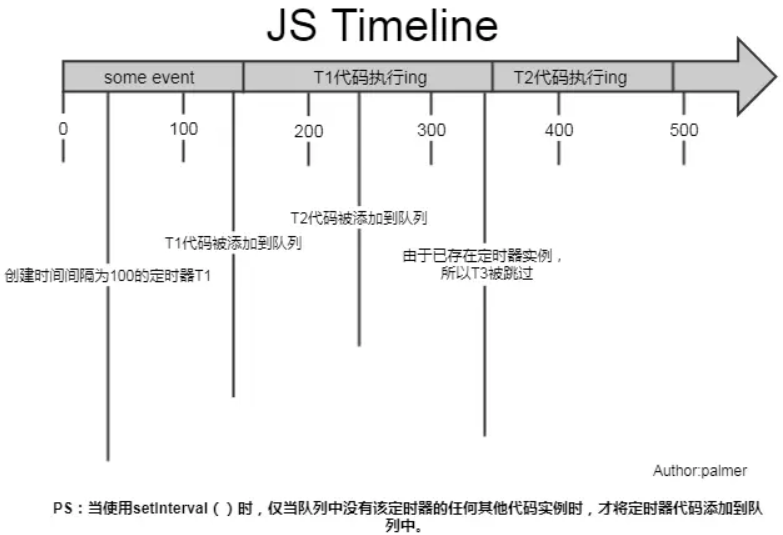 JS Timeline
some event
T1代码执行ing
T2代码执行ing
0
100
200
300
400
500
T2代码被添加到队列
T1代码被添加到队列
由于已存在定时器实例，
所以T3被跳过
创建时间间隔为100的定时器T1
Author:palmer
PS：当使用setInterval（）时，仅当队列中没有该定时器的任何其他代码实例时，才将定时器代码添加到队
列中。